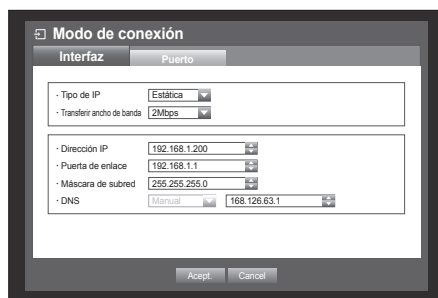 Modo de conexión
Interfaz Puerto
· Tipo de IP Estática
· Transferir ancho de banda 2Mbps
· Dirección IP 192.168.1.200
· Puerta de enlace 192.168.1.1
· Máscara de subred 255.255.255.0
· DNS Manual 168.126.63.1
Acept. Cancel